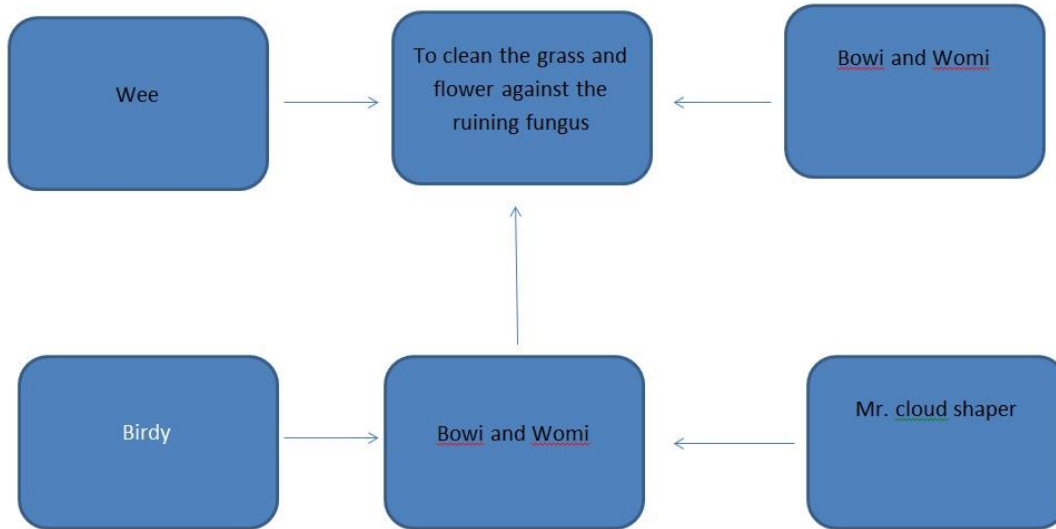 Wee
To clean the grass and
flower against the
ruining fungus
Bowi and Womi
Birdy
Bowi and Womi
Mr. cloud shaper